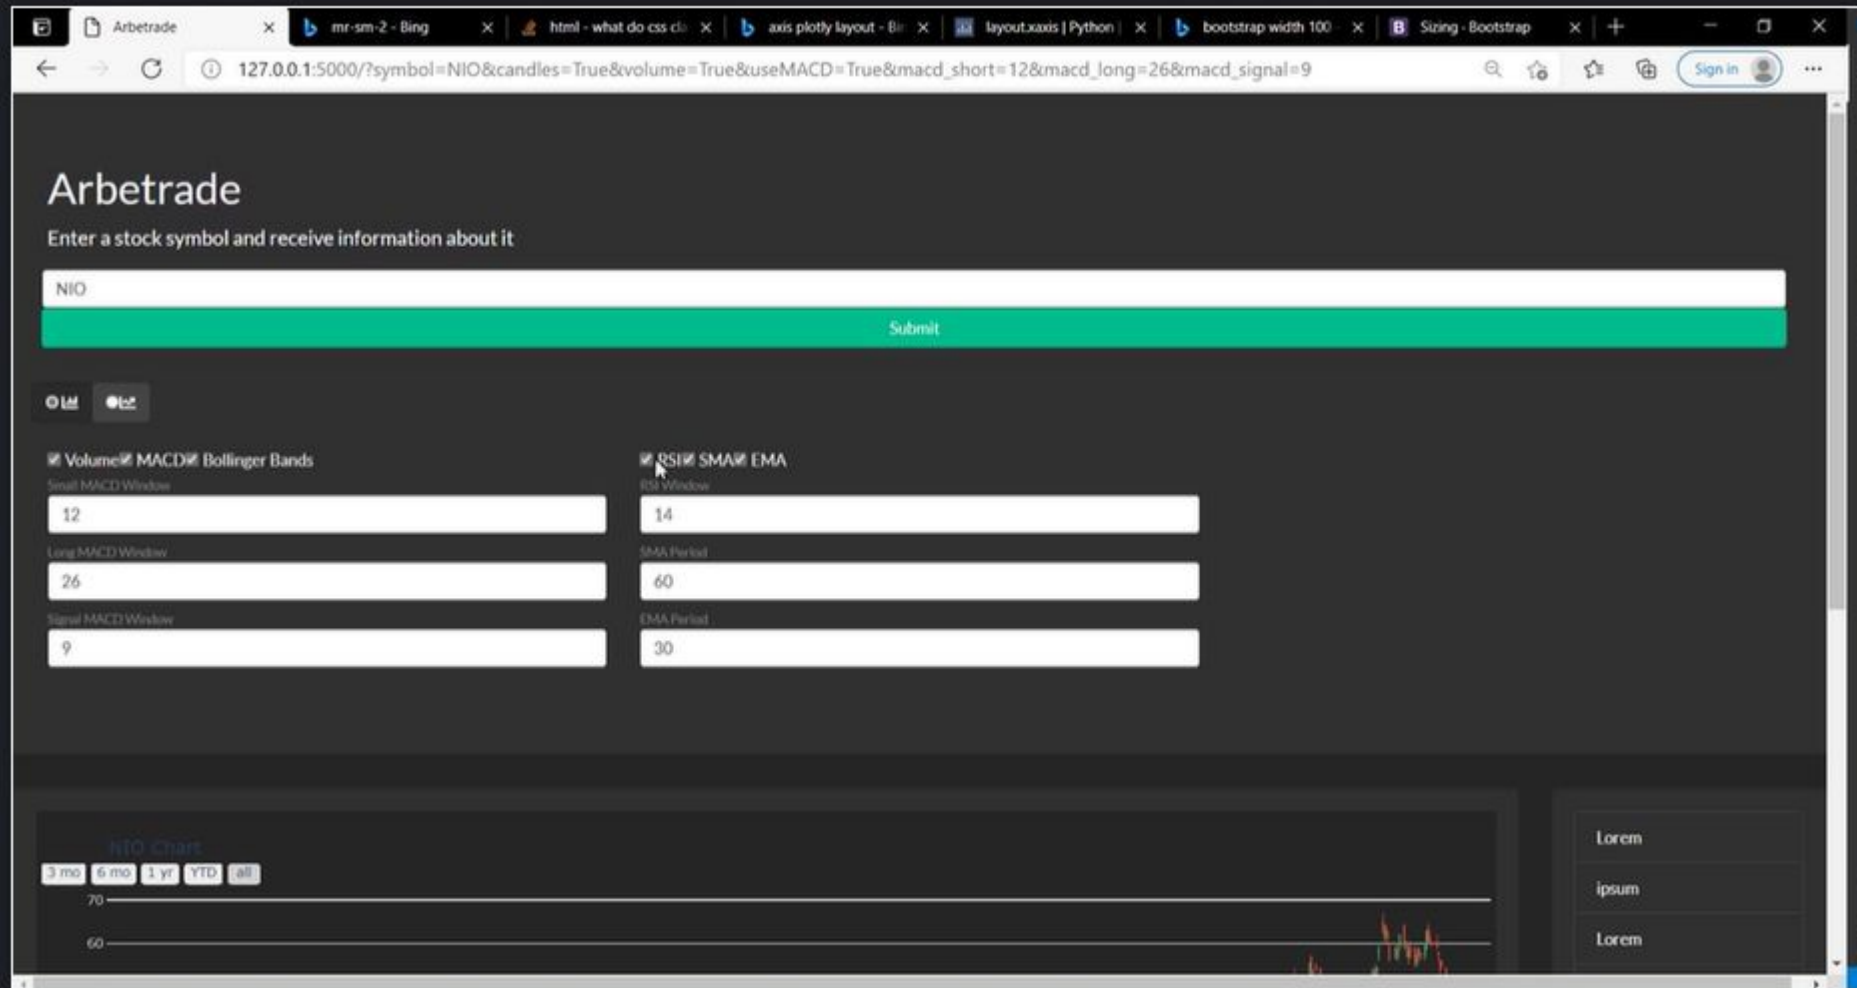 Arbetrade
mr-sm-2 - Bing
html - what do css cla
axis plotly layout - Bin
layout.xaxis | Python |
bootstrap width 100 -
Sizing - Bootstrap
127.0.0.1:5000/?symbol=NIO&candles=True&volume=True&useMACD=True&macd_short=12&macd_long=26&macd_signal=9
Sign in
Arbetrade
Enter a stock symbol and receive information about it
NIO
Submit
Volume MACD Bollinger Bands
RSI SMA EMA
Small MACD Window
RSI Window
12
14
Long MACD Window
SMA Period
26
60
Signal MACD Window
EMA Period
9
30
NIO Chart
3 mo 6 mo 1 yr YTD all
70
60
Lorem
ipsum
Lorem